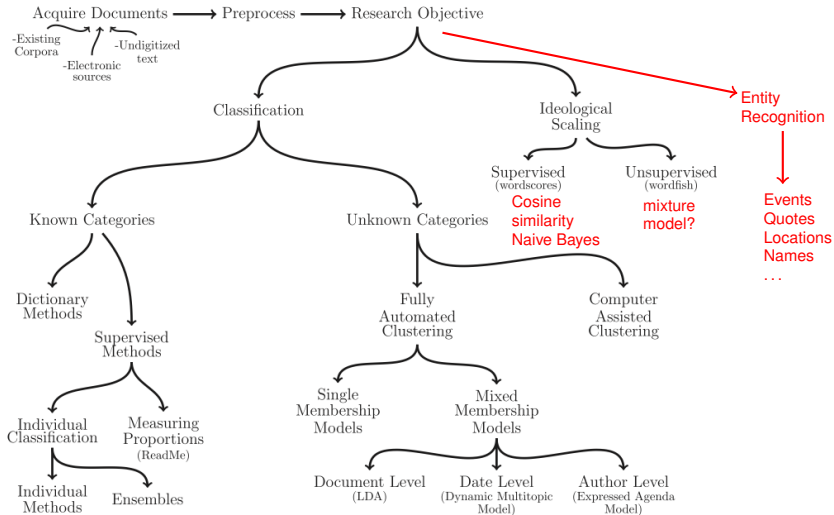 Acquire Documents
Preprocess
Research Objective
-Existing
Corpora
-Electronic
sources
-Undigitized
text
Classification
Ideological
Scaling
Entity
Recognition
Supervised
(wordscores)
Cosine
similarity
Naive Bayes
Unsupervised
(wordfish)
mixture
model?
Events
Quotes
Locations
Names
...
Known Categories
Unknown Categories
Dictionary
Methods
Supervised
Methods
Fully
Automated
Clustering
Computer
Assisted
Clustering
Individual
Classification
Measuring
Proportions
(ReadMe)
Single
Membership
Models
Mixed
Membership
Models
Individual
Methods
Ensembles
Document Level
(LDA)
Date Level
(Dynamic Multitopic
Model)
Author Level
(Expressed Agenda
Model)